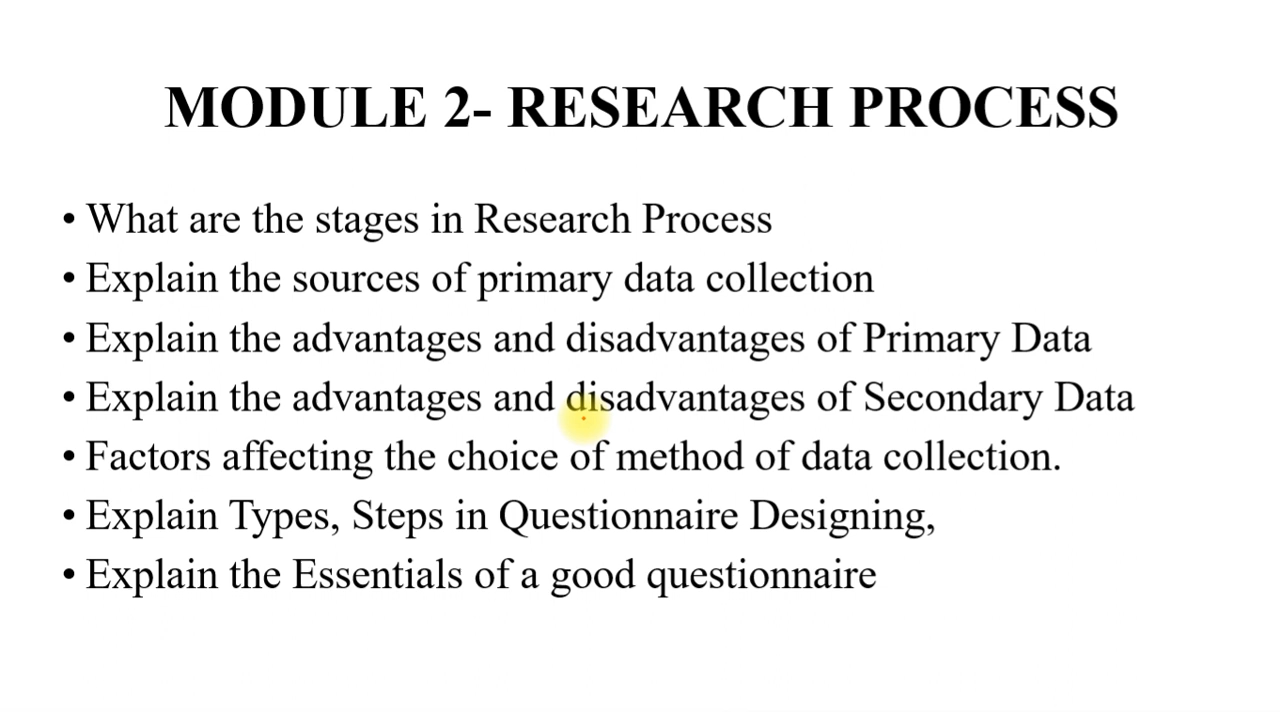 MODULE 2- RESEARCH PROCESS
• What are the stages in Research Process
• Explain the sources of primary data collection
• Explain the advantages and disadvantages of Primary Data
• Explain the advantages and disadvantages of Secondary Data
• Factors affecting the choice of method of data collection.
• Explain Types, Steps in Questionnaire Designing,
• Explain the Essentials of a good questionnaire